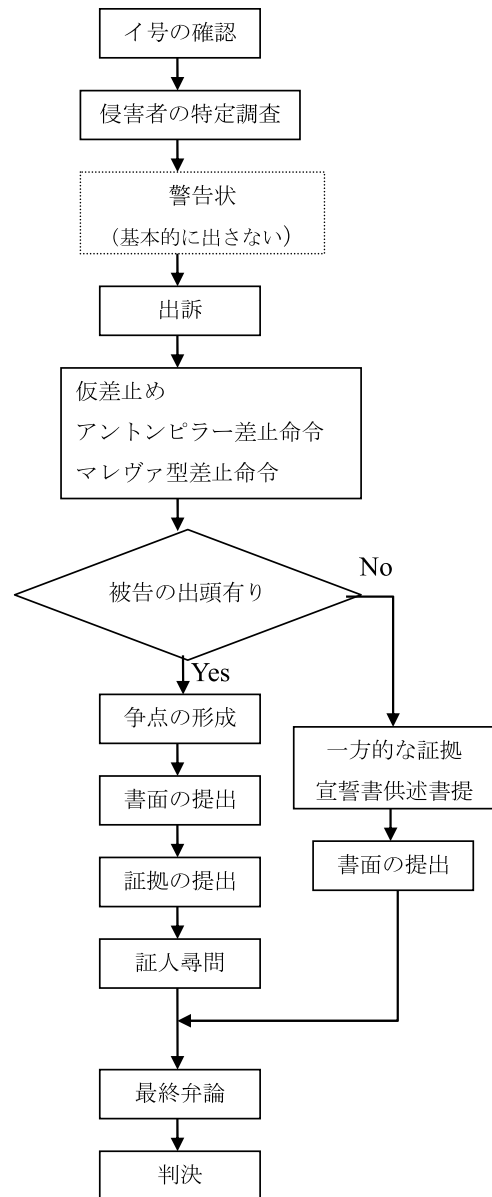 イ号の確認
侵害者の特定調査
警告状
（基本的に出さない）
出訴
仮差止め
アントンピラー差止命令
マレヴァ型差止命令
被告の出頭有り
No
Yes
争点の形成
書面の提出
証拠の提出
証人尋問
一方的な証拠
宣誓書供述書提
書面の提出
最終弁論
判決